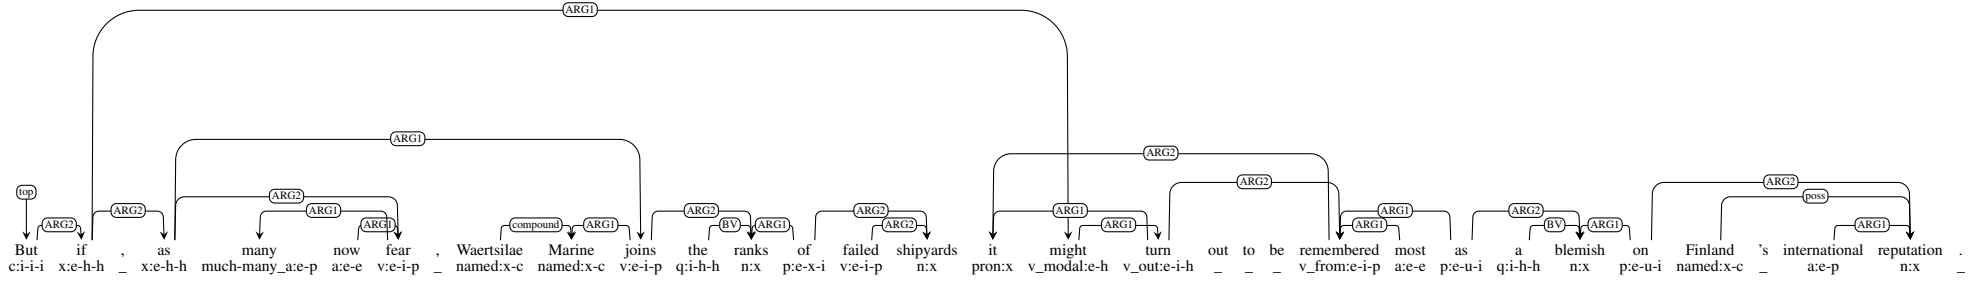 ARG1
ARG1
ARG2
top ARG2 ARG2 poss
ARG2 ARG1 ARG2 ARG2 ARG1 ARG1 ARG2
ARG2 ARG1 compound ARG1 BV ARG1 ARG2 ARG1 ARG1 BV ARG1 ARG1
But if , as many now fear , Waertsilae Marine joins the ranks of failed shipyards it might turn out to be remembered most as a blemish on Finland 's international reputation .
c:i-i-i x:e-h-h _ x:e-h-h much-many_a:e-p a:e-e v:e-i-p _ named:x-c named:x-c v:e-i-p q:i-h-h n:x p:e-x-i v:e-i-p n:x pron:x v_modal:e-h v_out:e-i-h _ _ _ v_from:e-i-p a:e-e p:e-u-i q:i-h-h n:x p:e-u-i named:x-c _ a:e-p n:x _